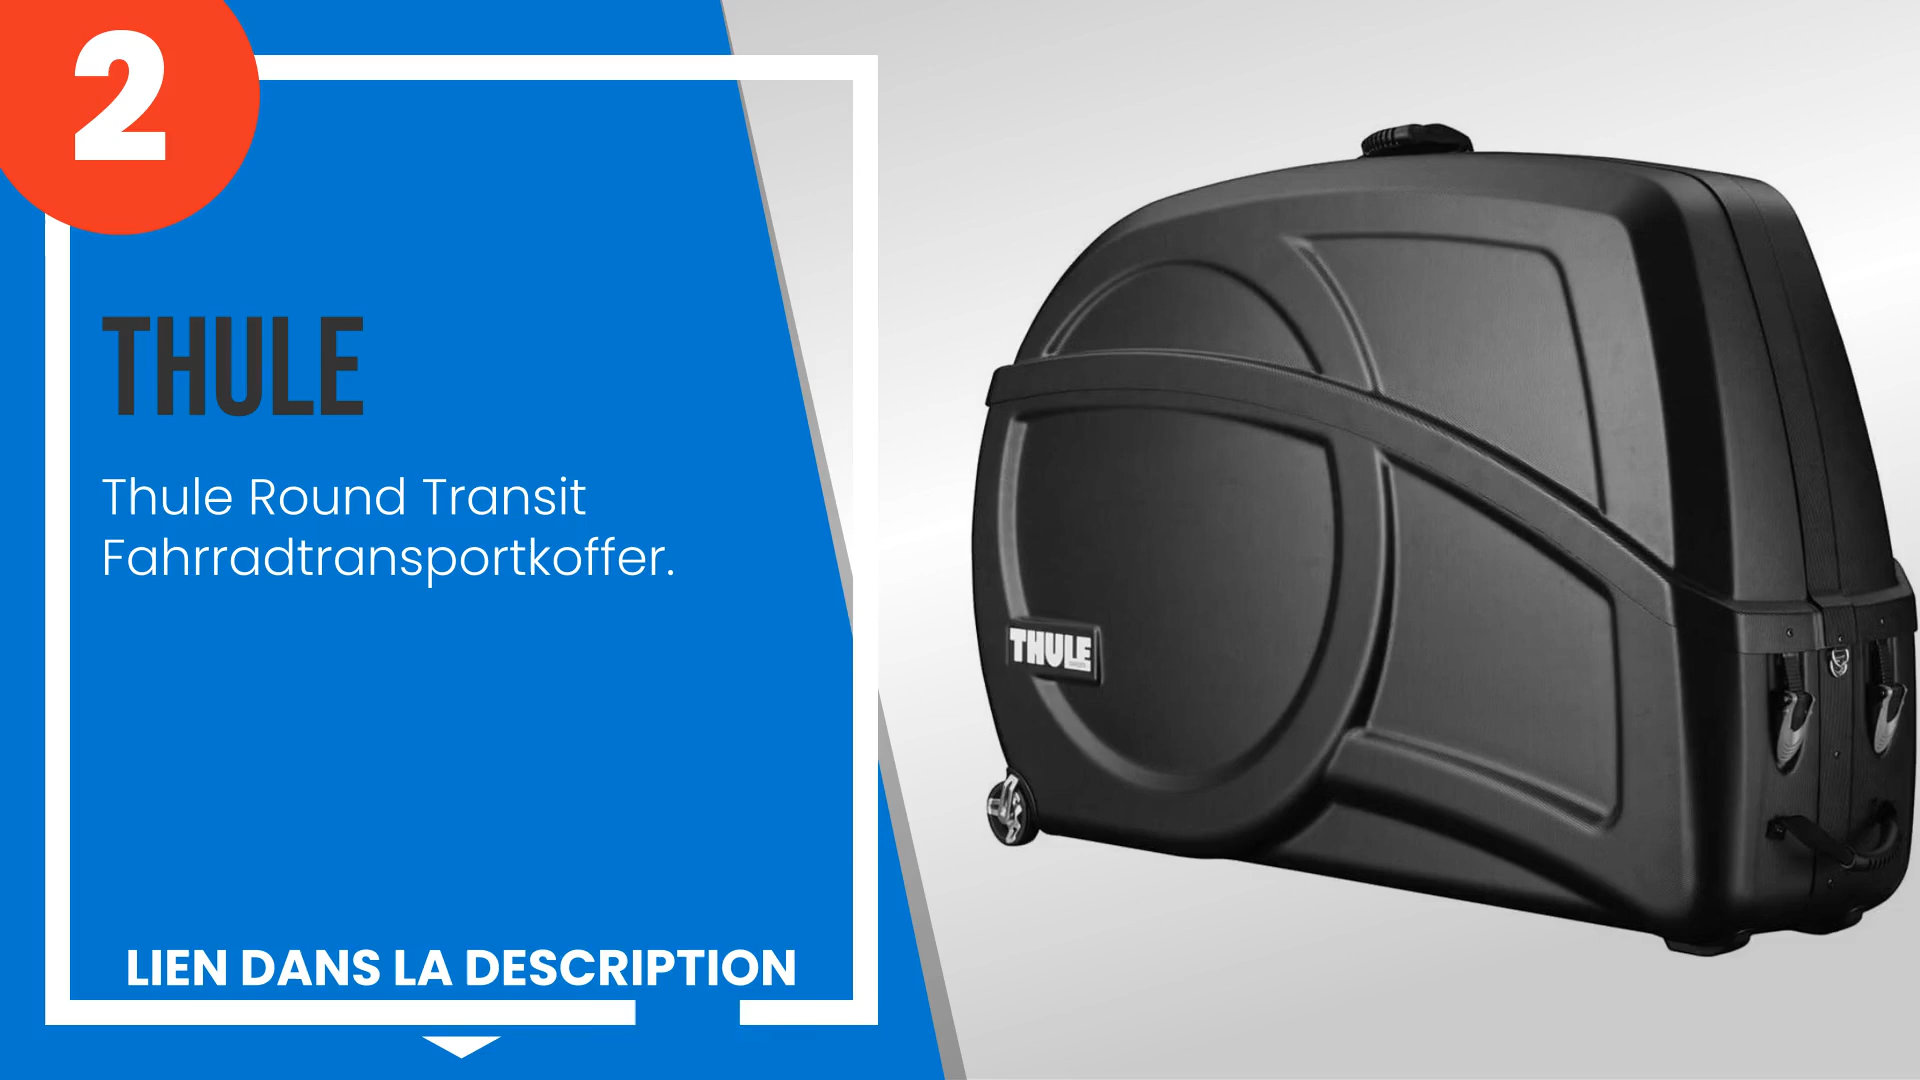 2
THULE
Thule Round Transit
Fahrradtransportkoffer.
THULE
LIEN DANS LA DESCRIPTION